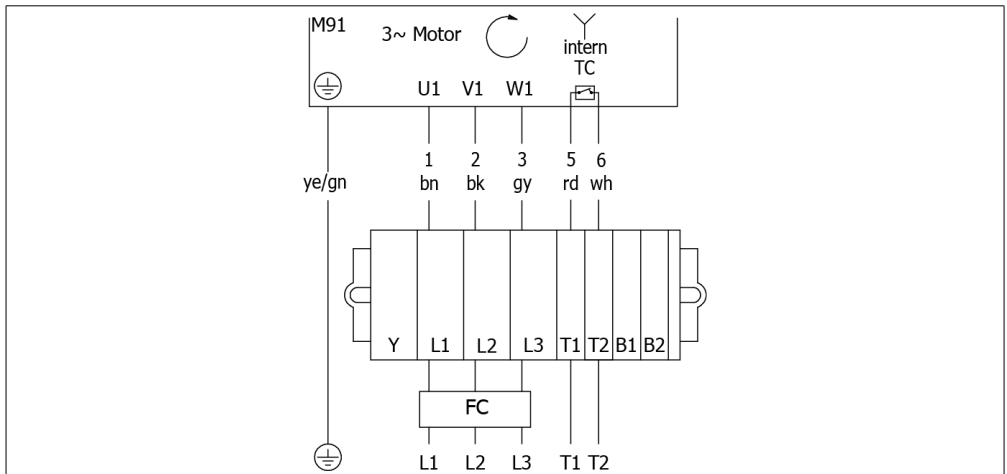 M91
3~ Motor
intern
TC
U1 V1 W1
1 2 3 5 6
ye/gn bn bk gy rd wh
Y L1 L2 L3 T1 T2 B1 B2
FC
L1 L2 L3 T1 T2